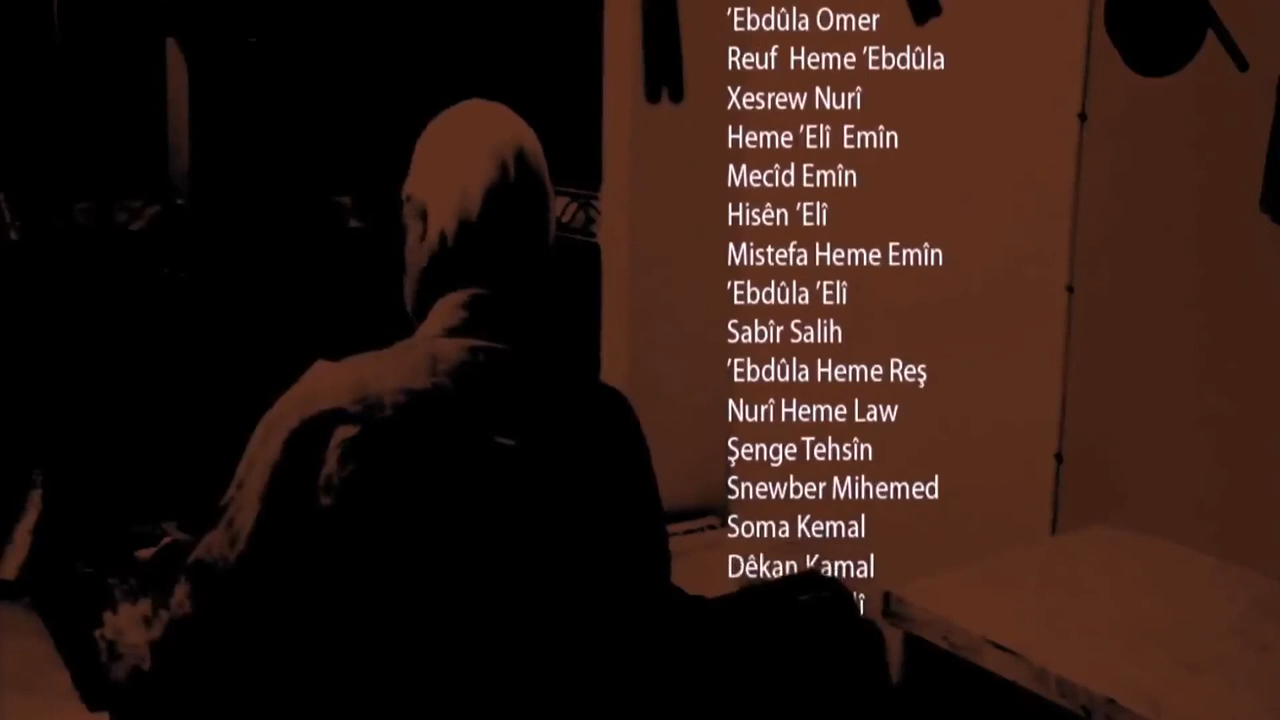 ’Ebdûla Omer
Reuf Heme ’Ebdûla
Xesrew Nurî
Heme ’Elî Emîn
Mecîd Emîn
Hisên ’Elî
Mistefa Heme Emîn
’Ebdûla ’Elî
Sabîr Salih
’Ebdûla Heme Reş
Nurî Heme Law
Şenge Tehsîn
Snewber Mihemed
Soma Kemal
Dêkan Kamal